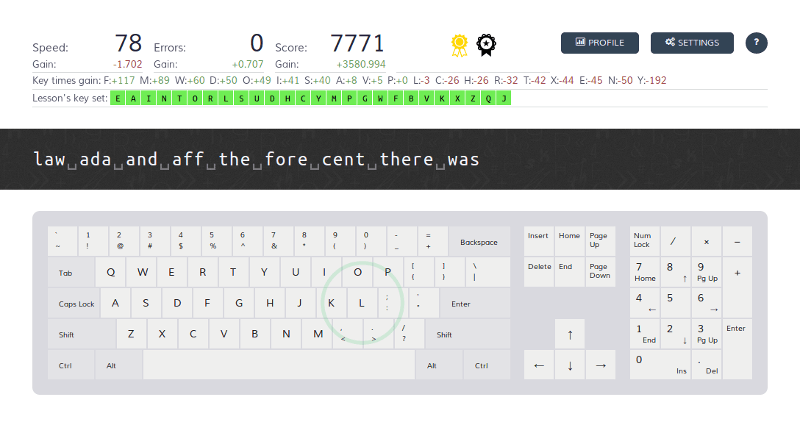 Speed: 78 Errors: 0 Score: 7771
Gain: -1.702 Gain: +0.707 Gain: +3580.994
PROFILE
SETTINGS
?
Key times gain: F:+117 M:+89 W:+60 D:+50 O:+49 I:+41 S:+40 A:+8 V:+5 P:+0 L:-3 C:-26 H:-26 R:-32 T:-42 X:-44 E:-45 N:-50 Y:-192
Lesson's key set: E A I N T O R L S U D H C Y M P G W F B V K X Z Q J
law␣ada␣and␣aff␣the␣fore␣cent␣there␣was
` 1 2 3 4 5 6 7 8 9 0 - =
~ ! @ # $ % ^ & * ( ) _ + Backspace
Tab Q W E R T Y U I O P [ { ] } \ |
Caps Lock A S D F G H J K L ; : ' " Enter
Shift Z X C V B N M , < . > / ? Shift
Ctrl Alt Alt Ctrl
Insert Home Page Up
Delete End Page Down
↑
← ↓ →
Num Lock / × −
7 Home 8 ↑ 9 Pg Up +
4 ← 5 6 →
1 End 2 ↓ 3 Pg Up Enter
0 Ins . Del